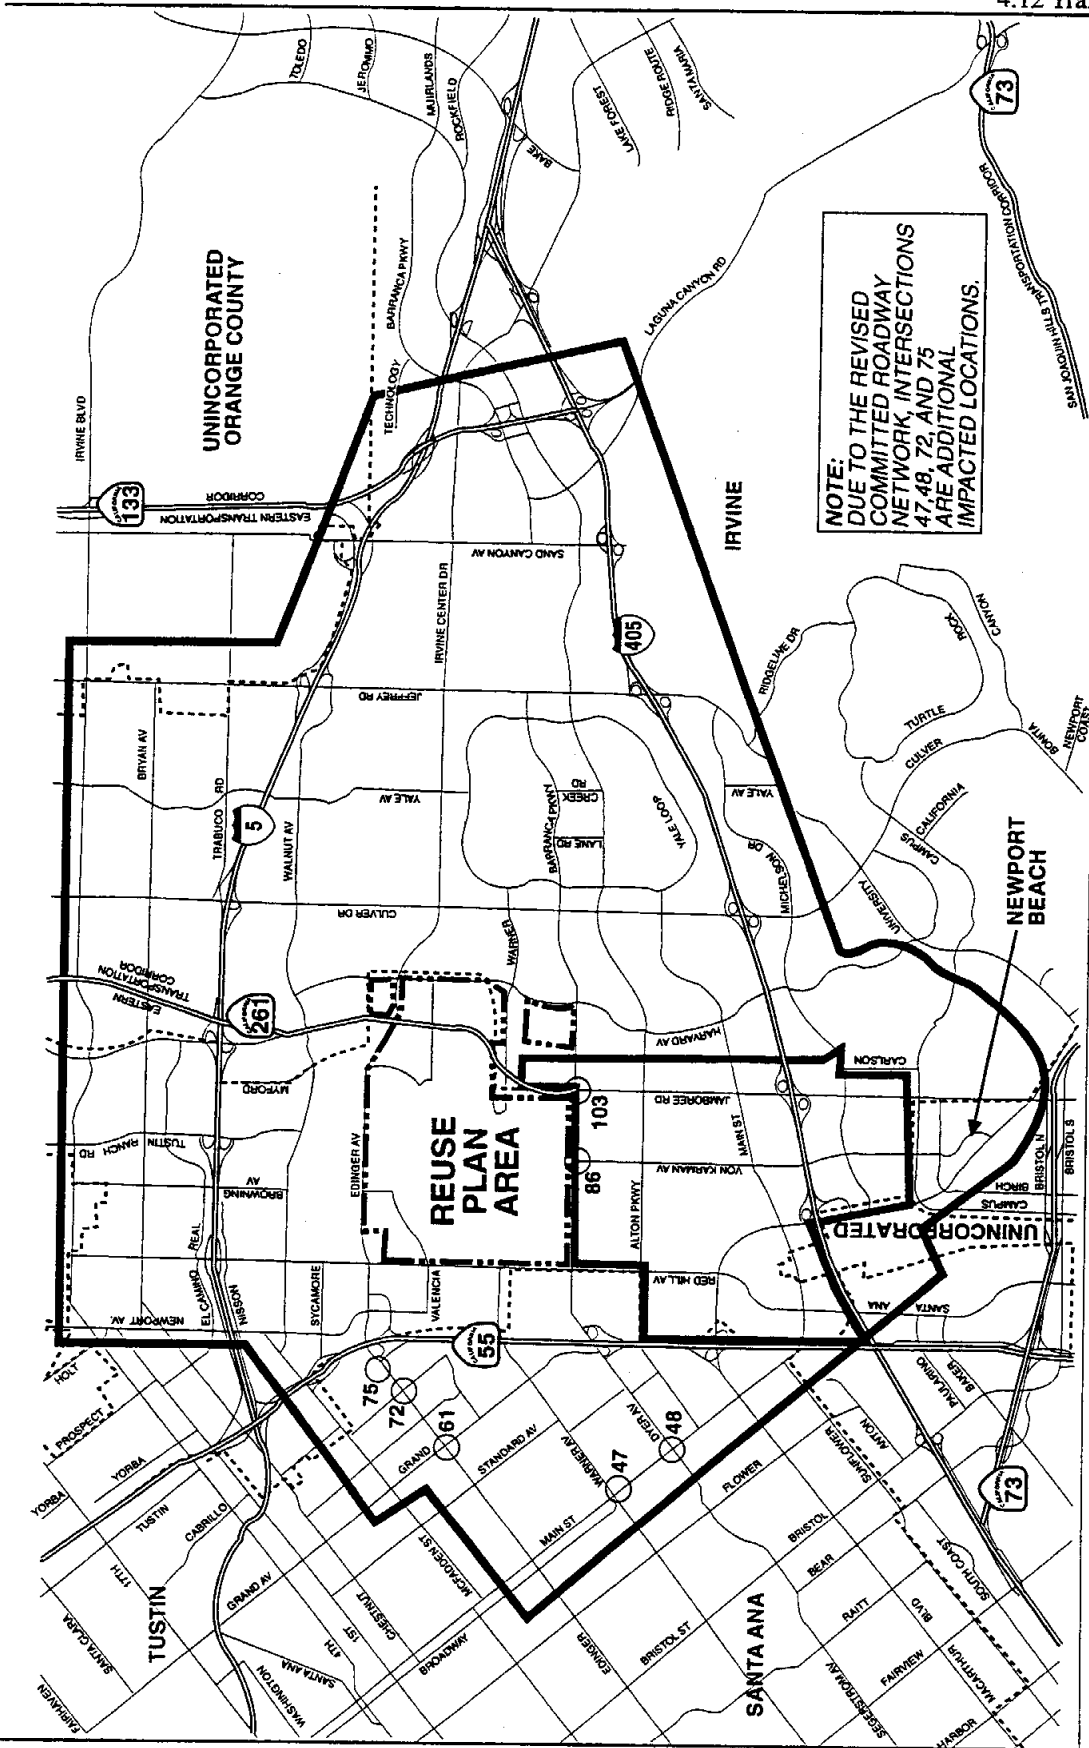 4.12
TOLEDO
JERONIMO
MUIRLANDS
ROCKFIELD
BAKE
LAKE FOREST
RIDGE ROUTE
SANTA MARIA
CALIFORNIA
73
SAN JOAQUIN HILLS TRANSPORTATION CORRIDOR
UNINCORPORATED
ORANGE COUNTY
IRVINE BLVD
BARRANCA PKWY
TECHNOLOGY
LAGUNA CANYON RD
NOTE:
DUE TO THE REVISED
COMMITTED ROADWAY
NETWORK, INTERSECTIONS
47,48, 72, AND 75
ARE ADDITIONAL
IMPACTED LOCATIONS.
CALIFORNIA
133
EASTERN TRANSPORTATION
CORRIDOR
SAND CANYON AV
IRVINE CENTER DR
IRVINE
405
JEFFREY RD
RIDGELINE DR
ROCK
CANYON
TURTLE
CULVER
BONITA
NEWPORT
COAST
BRYAN AV
TRABUCO RD
5
WALNUT AV
YALE AV
BARRANCA PKWY
CREEK
RD
LANE RD
YALE LOOP
YALE AV
MICHELSON DR
CAMPUS
CALIFORNIA
UNIVERSITY
CULVER DR
WARNER
NEWPORT
BEACH
EASTERN
TRANSPORTATION
CORRIDOR
CALIFORNIA
261
MYFORD
HARVARD AV
CARLSON
JAMBOREE RD
103
86
MAIN ST
VON KARMAN AV
ALTON PKWY
REUSE
PLAN
AREA
EDINGER AV
TUSTIN RANCH RD
BROWNING
AV
BIRCH
CAMPUS
BRISTOL N
BRISTOL S
UNINCORPORATED
RED HILL AV
SANTA ANA
EL CAMINO REAL
NISSON
NEWPORT AV.
SYCAMORE
VALENCIA
CALIFORNIA
55
HOLT
PROSPECT
YORBA
YORBA
TUSTIN
CABRILLO
17TH
SANTA CLARA
FAIRHAVEN
TUSTIN
GRAND AV
75
72
61
GRAND
STANDARD AV
WARNER AV
47
DYER AV
48
FLOWER
MAIN ST
MCFADDEN ST
CHESTNUT
1ST
4TH
SANTA ANA
WASHINGTON
BROADWAY
EDINGER
BRISTOL ST
SANTA ANA
BRISTOL
BEAR
RAITT
FAIRVIEW
SEGERSTROM AV
HARBOR
MACARTHUR
BLVD
SOUTH COAST
SUNFLOWER
ANTON
PAULARINO
BAKER
CALIFORNIA
73